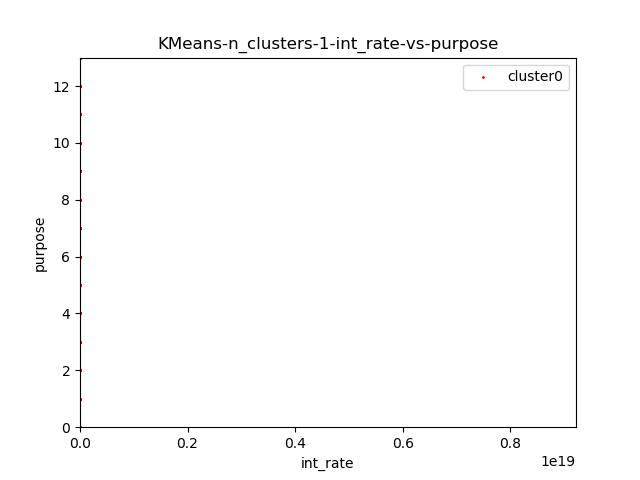 KMeans-n_clusters-1-int_rate-vs-purpose
cluster0
12
10
8
6
4
2
0
purpose
0.0 0.2 0.4 0.6 0.8
1e19
int_rate